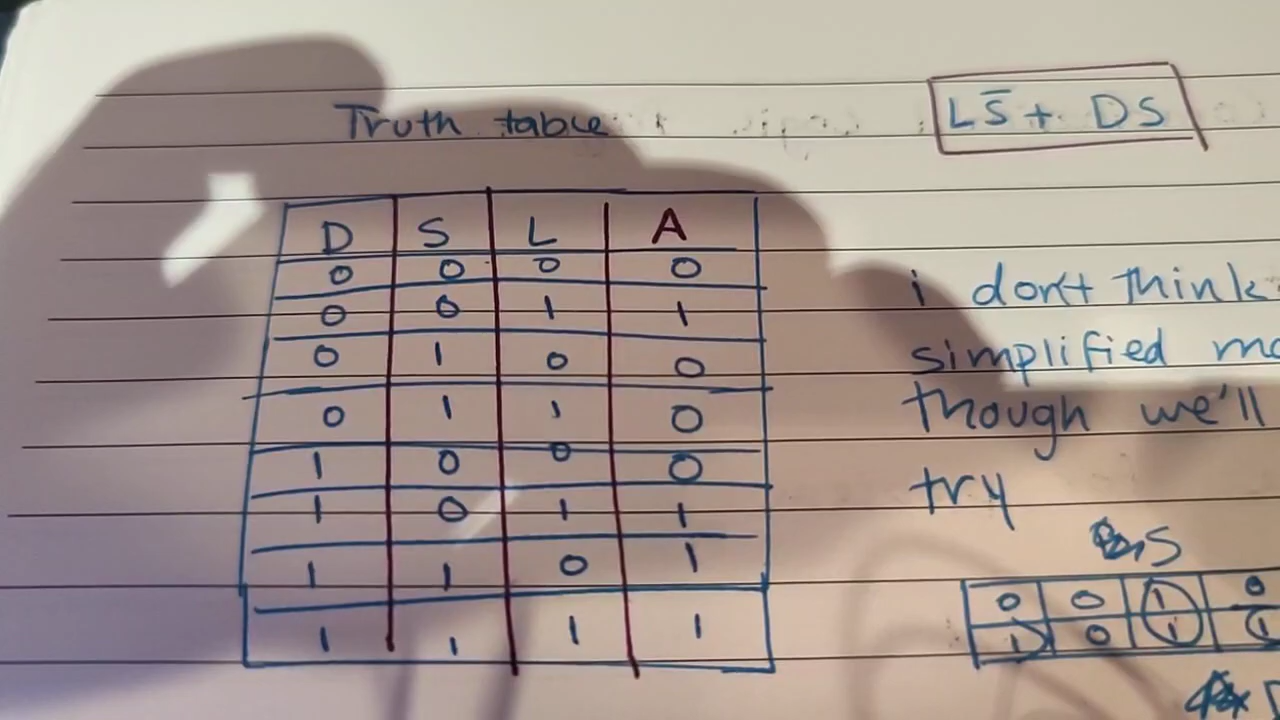 Truth table
LS̅ + DS
D S L A
0 0 0 0
0 0 1 1
0 1 0 0
0 1 1 0
1 0 0 0
1 0 1 1
1 1 0 1
1 1 1 1
i don't think
simplified
though we'll
try
S
0 0 1 0
1 0 1 1